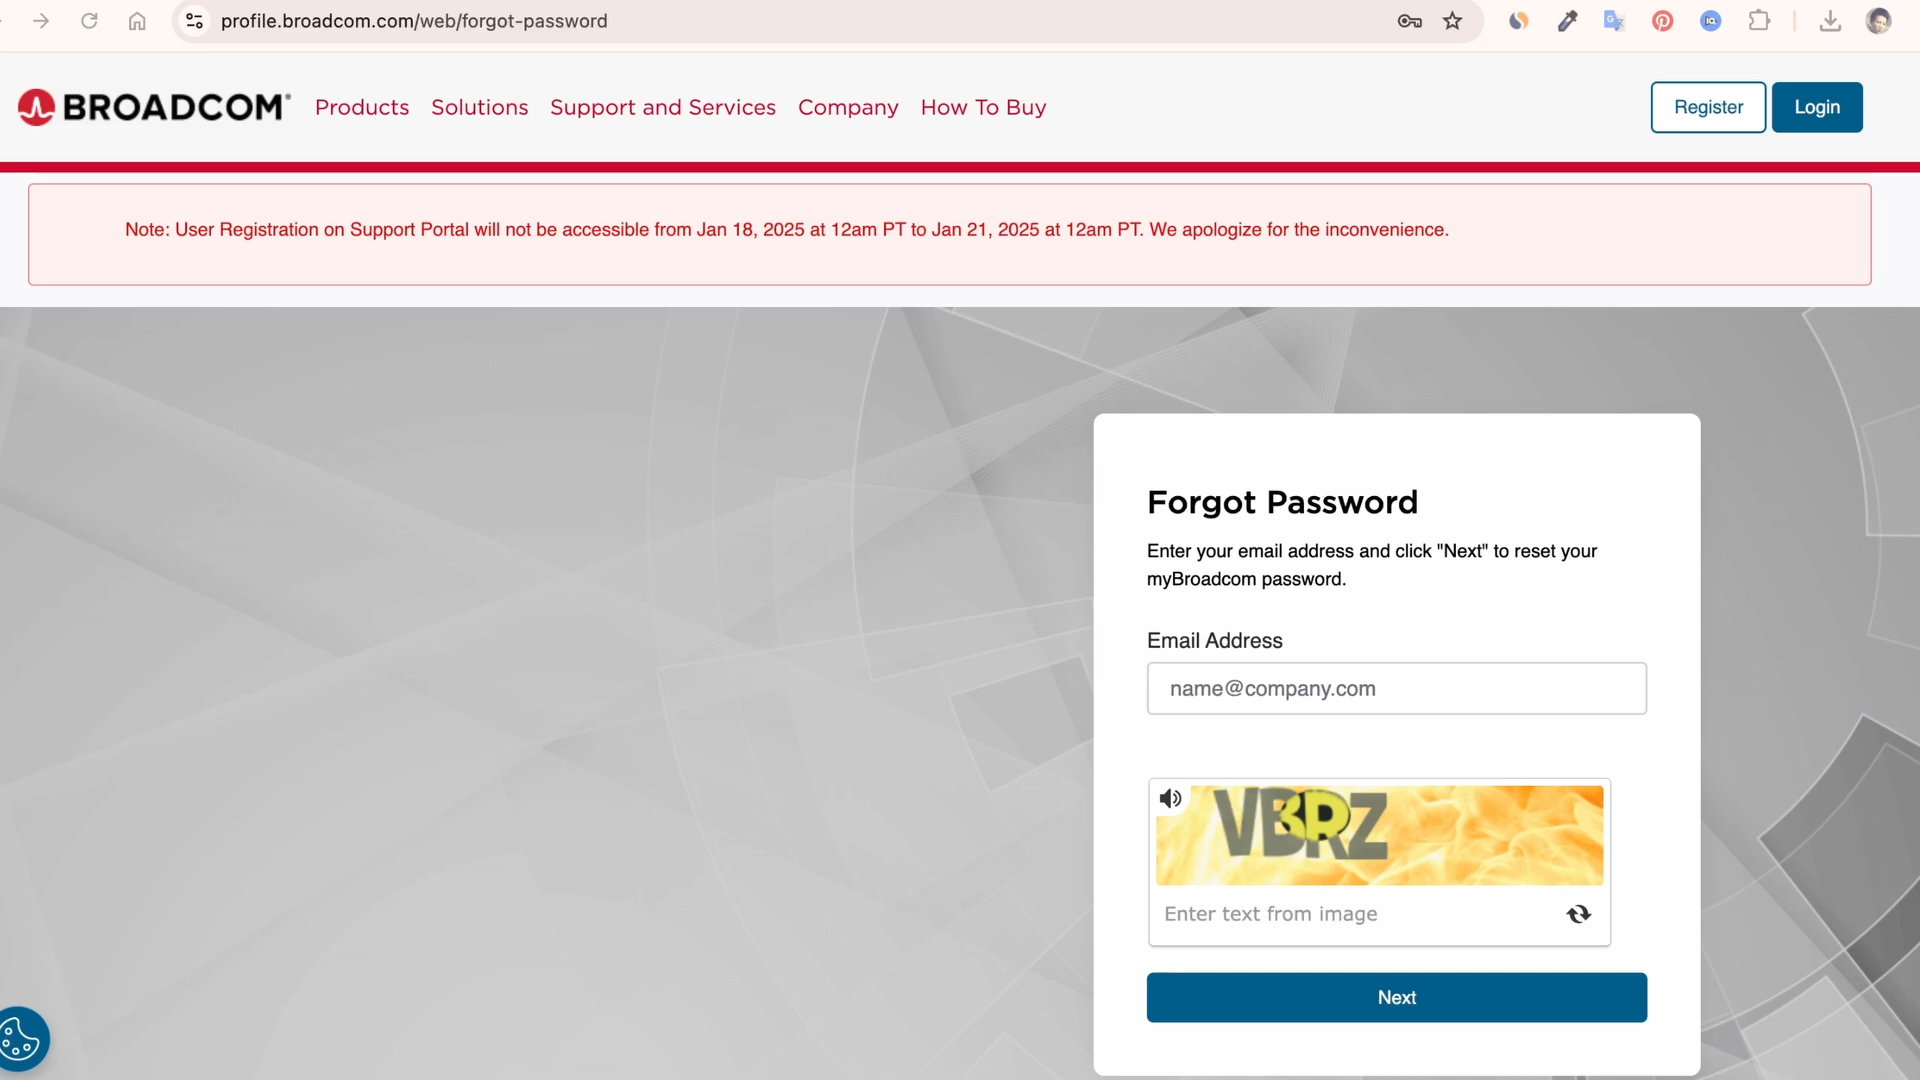 profile.broadcom.com/web/forgot-password
BROADCOM
Products Solutions Support and Services Company How To Buy
Register Login
Note: User Registration on Support Portal will not be accessible from Jan 18, 2025 at 12am PT to Jan 21, 2025 at 12am PT. We apologize for the inconvenience.
Forgot Password
Enter your email address and click "Next" to reset your
myBroadcom password.
Email Address
name@company.com
Enter text from image
Next